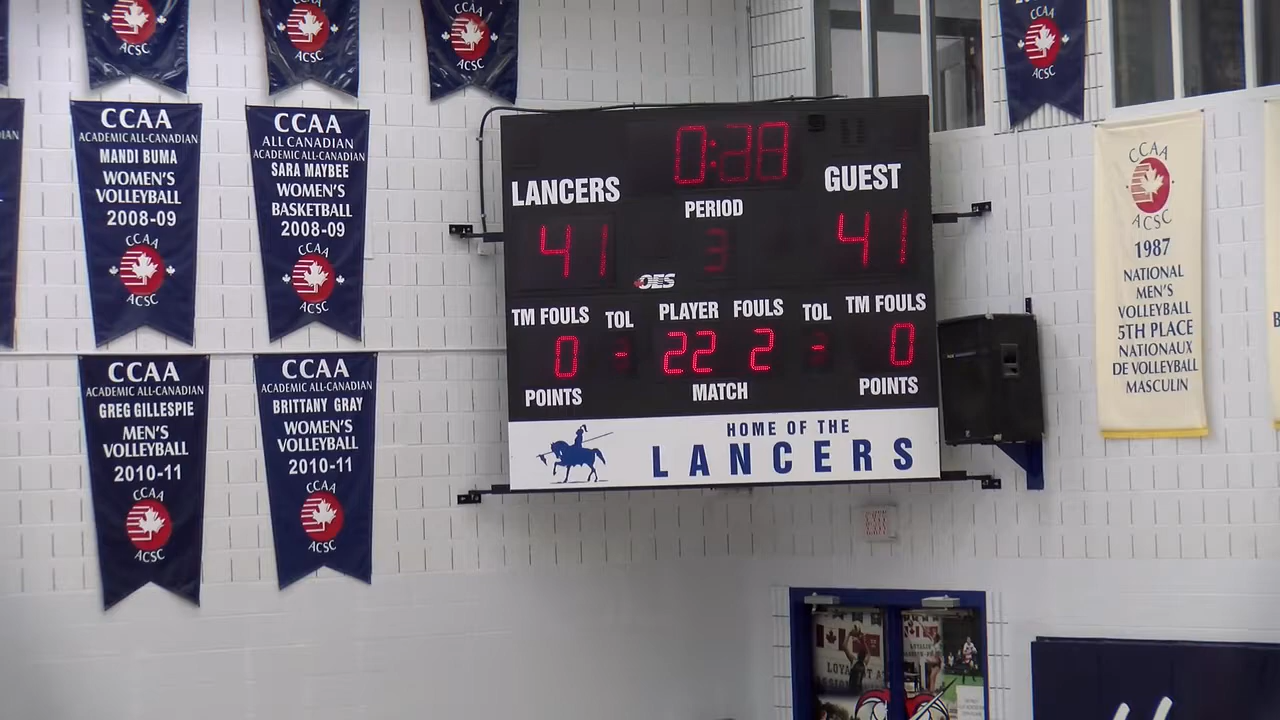 CCAA
ACSC
CCAA
ACSC
CCAA
ACSC
CCAA
ACSC
CCAA
ACADEMIC ALL-CANADIAN
MANDI BUMA
WOMEN'S
VOLLEYBALL
2008-09
CCAA
ACSC
CCAA
ALL CANADIAN
ACADEMIC ALL-CANADIAN
SARA MAYBEE
WOMEN'S
BASKETBALL
2008-09
CCAA
ACSC
CCAA
ACADEMIC ALL-CANADIAN
GREG GILLESPIE
MEN'S
VOLLEYBALL
2010-11
CCAA
ACSC
CCAA
ACADEMIC ALL-CANADIAN
BRITTANY GRAY
WOMEN'S
VOLLEYBALL
2010-11
CCAA
ACSC
0:28
LANCERS
GUEST
PERIOD
41
3
41
OES
TM FOULS
TOL
PLAYER
FOULS
TOL
TM FOULS
0
22
2
0
POINTS
MATCH
POINTS
HOME OF THE
LANCERS
CCAA
ACSC
1987
NATIONAL
MEN'S
VOLLEYBALL
5TH PLACE
NATIONAUX
DE VOLLEYBALL
MASCULIN